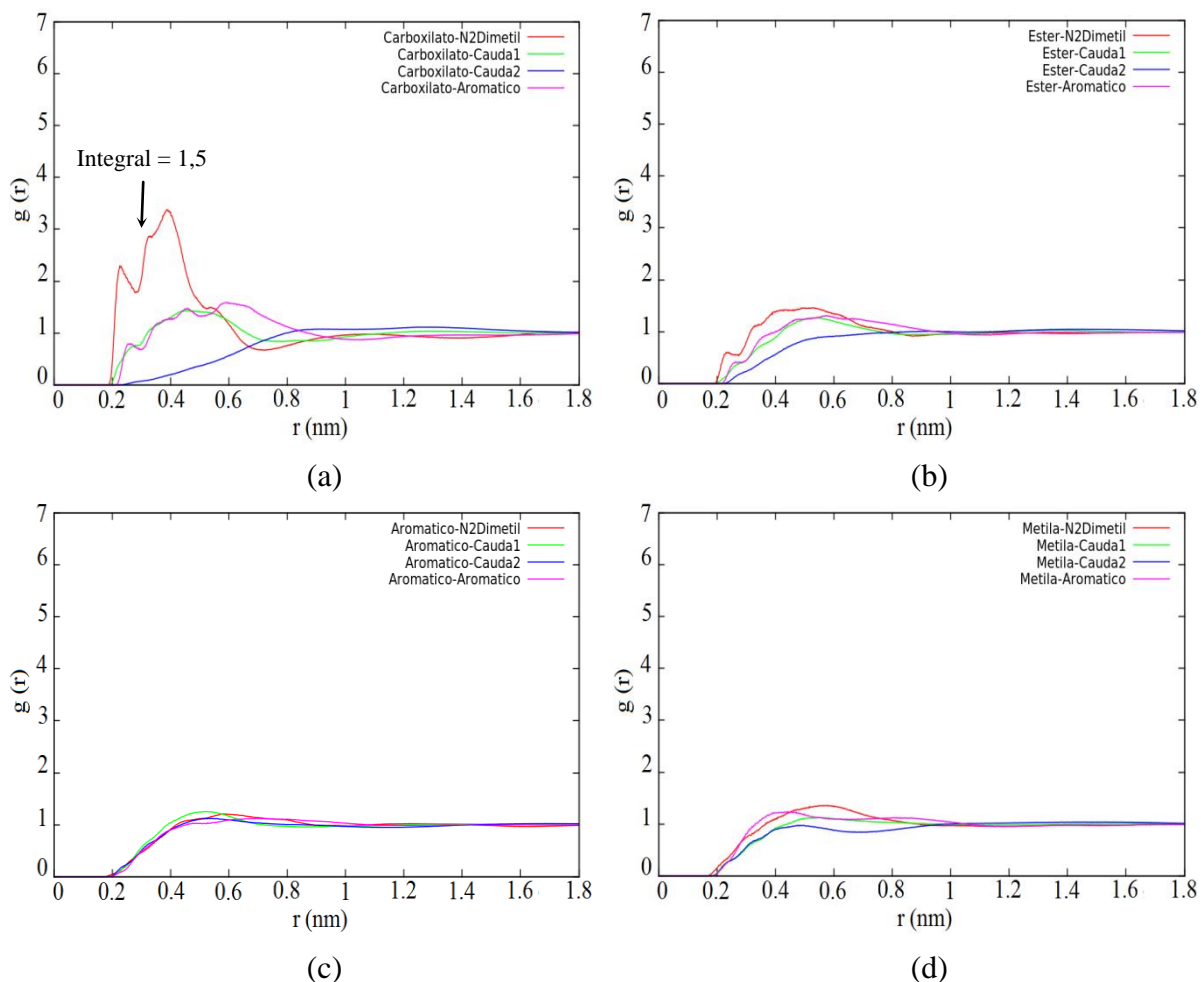 7
6
5
4
3
2
1
0
g (r)
Carboxilato-N2Dimetil
Carboxilato-Cauda1
Carboxilato-Cauda2
Carboxilato-Aromatico
Integral = 1,5
0 0.2 0.4 0.6 0.8 1 1.2 1.4 1.6 1.8
r (nm)
(a)
7
6
5
4
3
2
1
0
g (r)
Ester-N2Dimetil
Ester-Cauda1
Ester-Cauda2
Ester-Aromatico
0 0.2 0.4 0.6 0.8 1 1.2 1.4 1.6 1.8
r (nm)
(b)
7
6
5
4
3
2
1
0
g (r)
Aromatico-N2Dimetil
Aromatico-Cauda1
Aromatico-Cauda2
Aromatico-Aromatico
0 0.2 0.4 0.6 0.8 1 1.2 1.4 1.6 1.8
r (nm)
(c)
7
6
5
4
3
2
1
0
g (r)
Metila-N2Dimetil
Metila-Cauda1
Metila-Cauda2
Metila-Aromatico
0 0.2 0.4 0.6 0.8 1 1.2 1.4 1.6 1.8
r (nm)
(d)